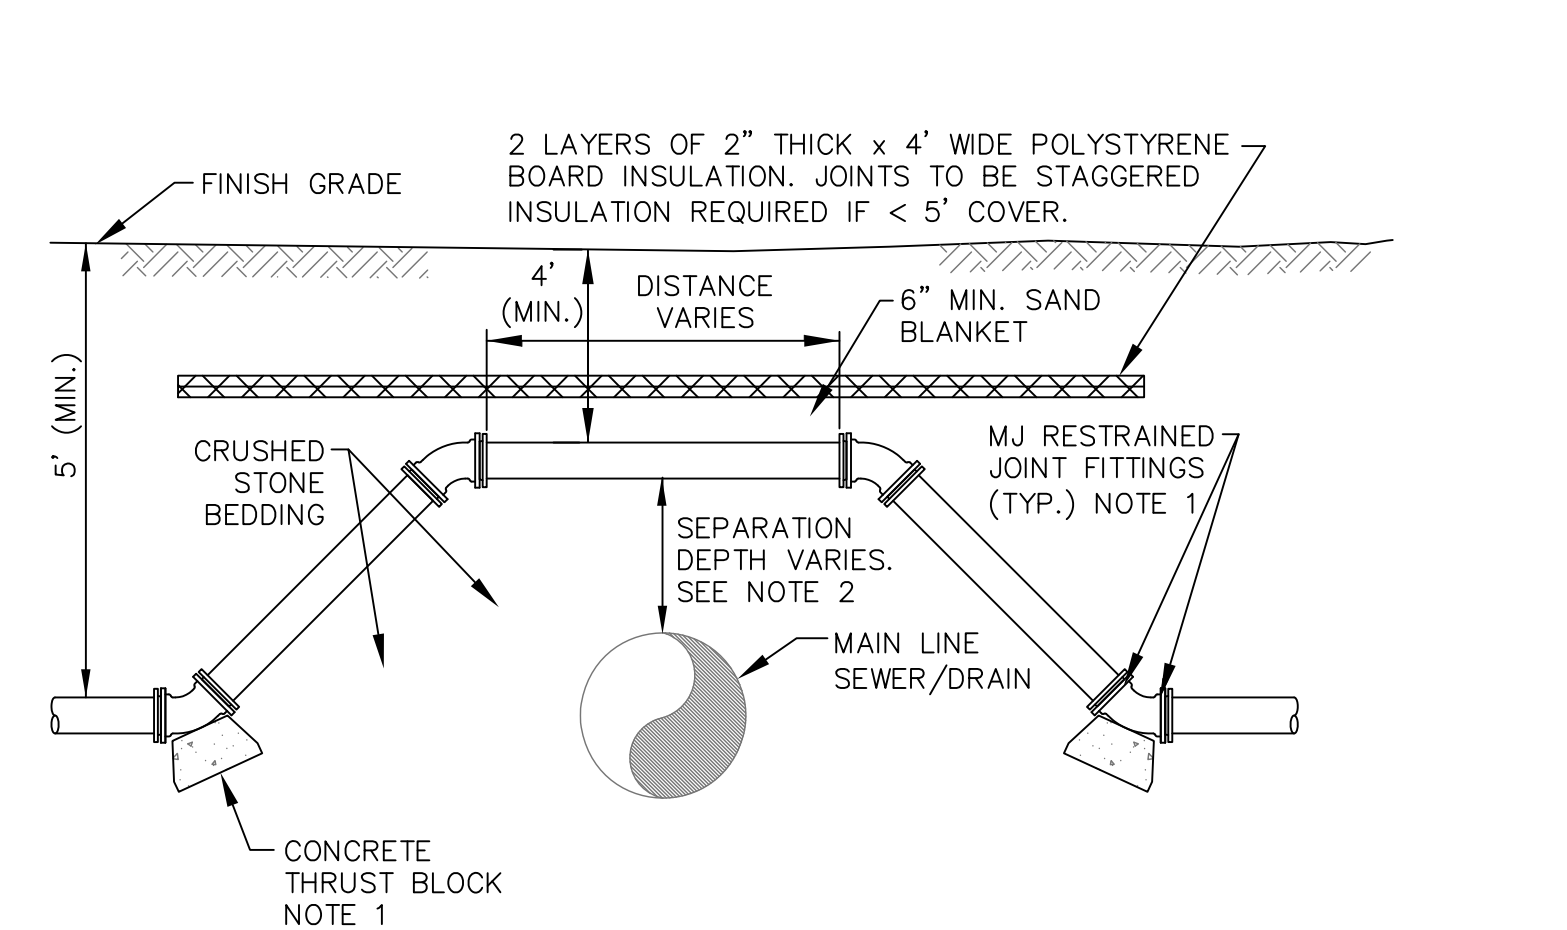 2 LAYERS OF 2” THICK x 4’ WIDE POLYSTYRENE
BOARD INSULATION. JOINTS TO BE STAGGERED
INSULATION REQUIRED IF < 5’ COVER.
FINISH GRADE
4’
(MIN.)
DISTANCE
VARIES
6” MIN. SAND
BLANKET
5’ (MIN.)
CRUSHED
STONE
BEDDING
MJ RESTRAINED
JOINT FITTINGS
(TYP.) NOTE 1
SEPARATION
DEPTH VARIES.
SEE NOTE 2
MAIN LINE
SEWER/DRAIN
CONCRETE
THRUST BLOCK
NOTE 1